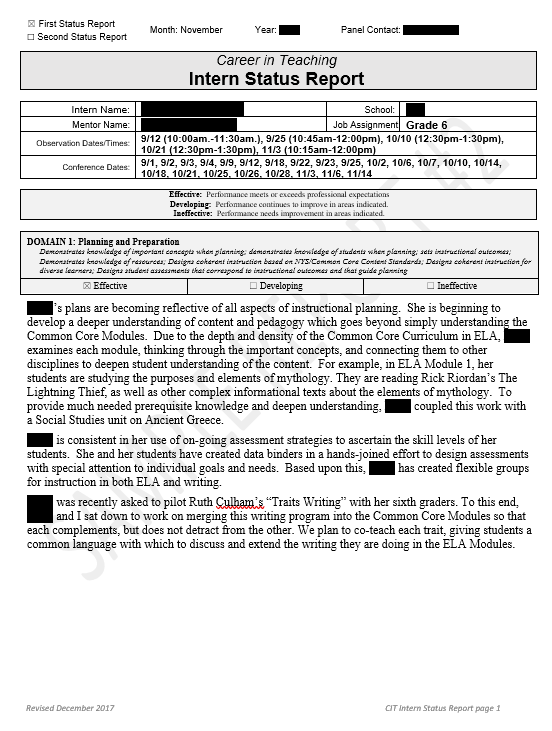 ☒ First Status Report
☐ Second Status Report
Month: November Year: Panel Contact:
Career in Teaching
Intern Status Report
Intern Name: School:
Mentor Name: Job Assignment Grade 6
Observation Dates/Times: 9/12 (10:00am.-11:30am.), 9/25 (10:45am-12:00pm), 10/10 (12:30pm-1:30pm),
10/21 (12:30pm-1:30pm), 11/3 (10:15am-12:00pm)
Conference Dates: 9/1, 9/2, 9/3, 9/4, 9/9, 9/12, 9/18, 9/22, 9/23, 9/25, 10/2, 10/6, 10/7, 10/10, 10/14,
10/18, 10/21, 10/25, 10/26, 10/28, 11/3, 11/6, 11/14
Effective: Performance meets or exceeds professional expectations
Developing: Performance continues to improve in areas indicated.
Ineffective: Performance needs improvement in areas indicated.
DOMAIN 1: Planning and Preparation
Demonstrates knowledge of important concepts when planning; demonstrates knowledge of students when planning; sets instructional outcomes;
Demonstrates knowledge of resources; Designs coherent instruction based on NYS/Common Core Content Standards; Designs coherent instruction for
diverse learners; Designs student assessments that correspond to instructional outcomes and that guide planning
☒ Effective ☐ Developing ☐ Ineffective
's plans are becoming reflective of all aspects of instructional planning. She is beginning to
develop a deeper understanding of content and pedagogy which goes beyond simply understanding the
Common Core Modules. Due to the depth and density of the Common Core Curriculum in ELA,
examines each module, thinking through the important concepts, and connecting them to other
disciplines to deepen student understanding of the content. For example, in ELA Module 1, her
students are studying the purposes and elements of mythology. They are reading Rick Riordan's The
Lightning Thief, as well as other complex informational texts about the elements of mythology. To
provide much needed prerequisite knowledge and deepen understanding, coupled this work with
a Social Studies unit on Ancient Greece.
is consistent in her use of on-going assessment strategies to ascertain the skill levels of her
students. She and her students have created data binders in a hands-joined effort to design assessments
with special attention to individual goals and needs. Based upon this, has created flexible groups
for instruction in both ELA and writing.
was recently asked to pilot Ruth Culham's "Traits Writing" with her sixth graders. To this end,
and I sat down to work on merging this writing program into the Common Core Modules so that
each complements, but does not detract from the other. We plan to co-teach each trait, giving students a
common language with which to discuss and extend the writing they are doing in the ELA Modules.
Revised December 2017 CIT Intern Status Report page 1